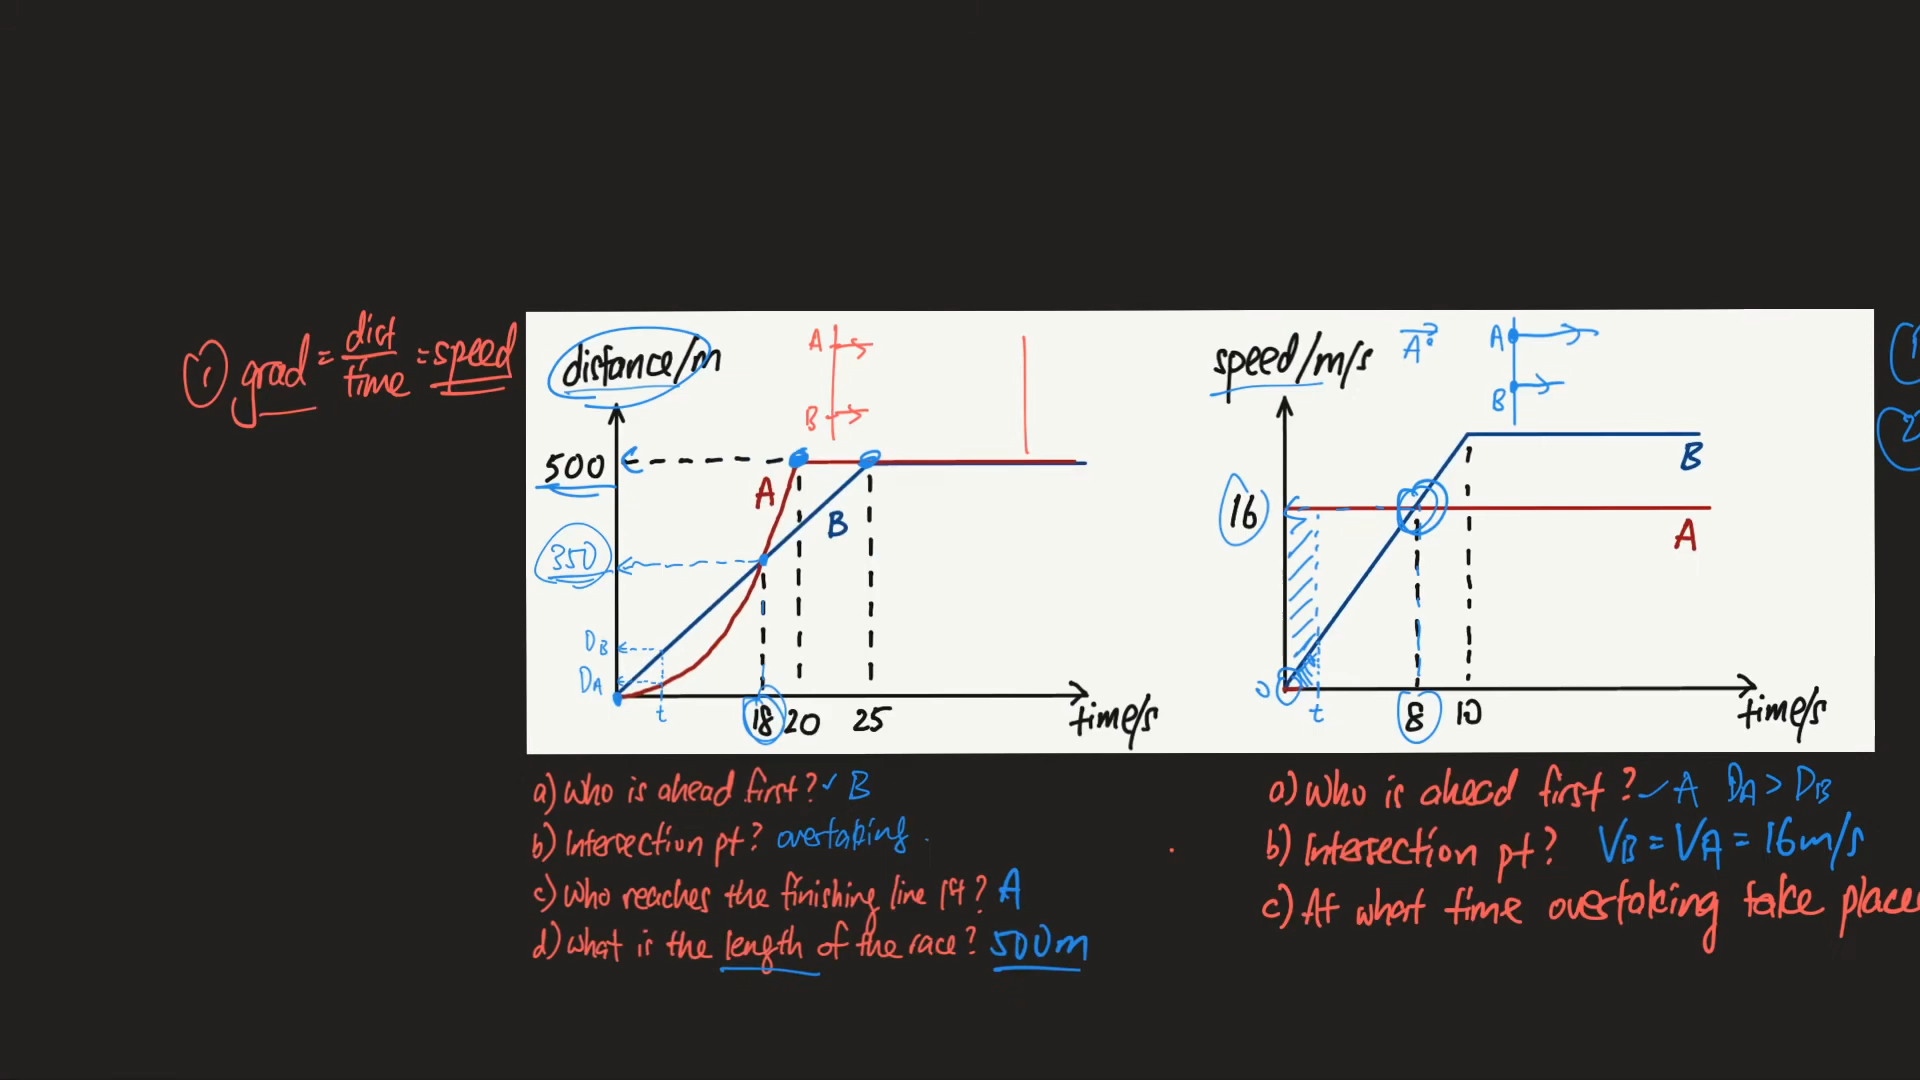 ① grad = dist/time = speed
distance/m
A
B
500
A
B
350
DB
DA
t
18
20
25
time/s
a) Who is ahead first? ✓ B
b) Intersection pt? overtaking.
c) Who reaches the finishing line 1st? A
d) What is the length of the race? 500m
speed/m/s
A?
A
B
B
16
A
0
t
8
10
time/s
a) Who is ahead first? ✓ A DA > DB
b) Intersection pt? VB = VA = 16m/s
c) At what time overtaking take place